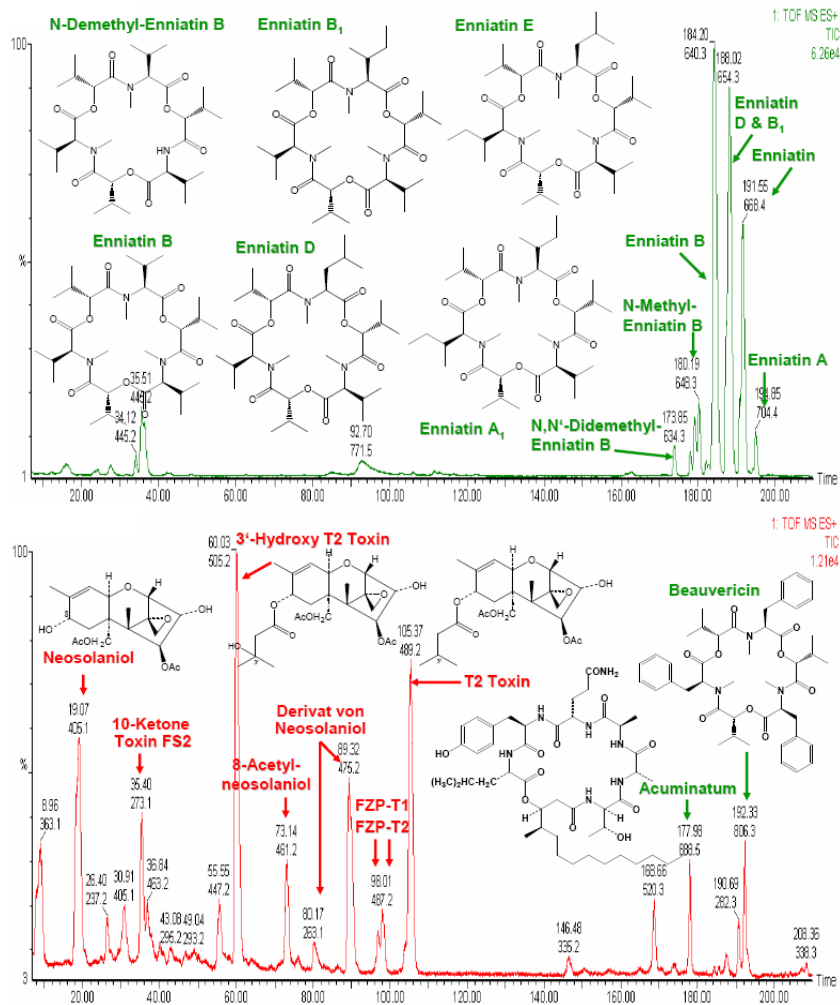 N-Demethyl-Enniatin B
Enniatin B1
Enniatin E
1: TOF MS ES+
TIC
6.26e4
100
184.20
640.3
188.02
654.3
Enniatin
D & B1
Enniatin
191.55
668.4
Enniatin B
Enniatin D
Enniatin B
%
N-Methyl-
Enniatin B
180.19
648.3
Enniatin A
194.85
704.4
35.51
445.2
34.12
445.2
92.70
771.5
Enniatin A1
N,N'-Didemethyl-
Enniatin B
173.85
634.3
1
Time
20.00 40.00 60.00 80.00 100.00 120.00 140.00 160.00 180.00 200.00
1: TOF MS ES+
TIC
1.21e4
100
60.03
505.2
3'-Hydroxy T2 Toxin
Beauvericin
105.37
489.2
T2 Toxin
Neosolaniol
19.07
405.1
10-Ketone
Toxin FS2
35.40
273.1
Derivat von
Neosolaniol
89.32
475.2
8-Acetyl-
neosolaniol
73.14
461.2
FZP-T1
FZP-T2
98.01
487.2
Acuminatum
177.98
888.5
192.33
806.3
%
8.96
363.1
26.40
237.2
30.91
405.1
36.84
463.2
43.08
295.2
49.04
293.2
55.55
447.2
80.17
263.1
146.48
335.2
168.66
520.3
190.69
282.3
208.36
338.3
3
Time
20.00 40.00 60.00 80.00 100.00 120.00 140.00 160.00 180.00 200.00